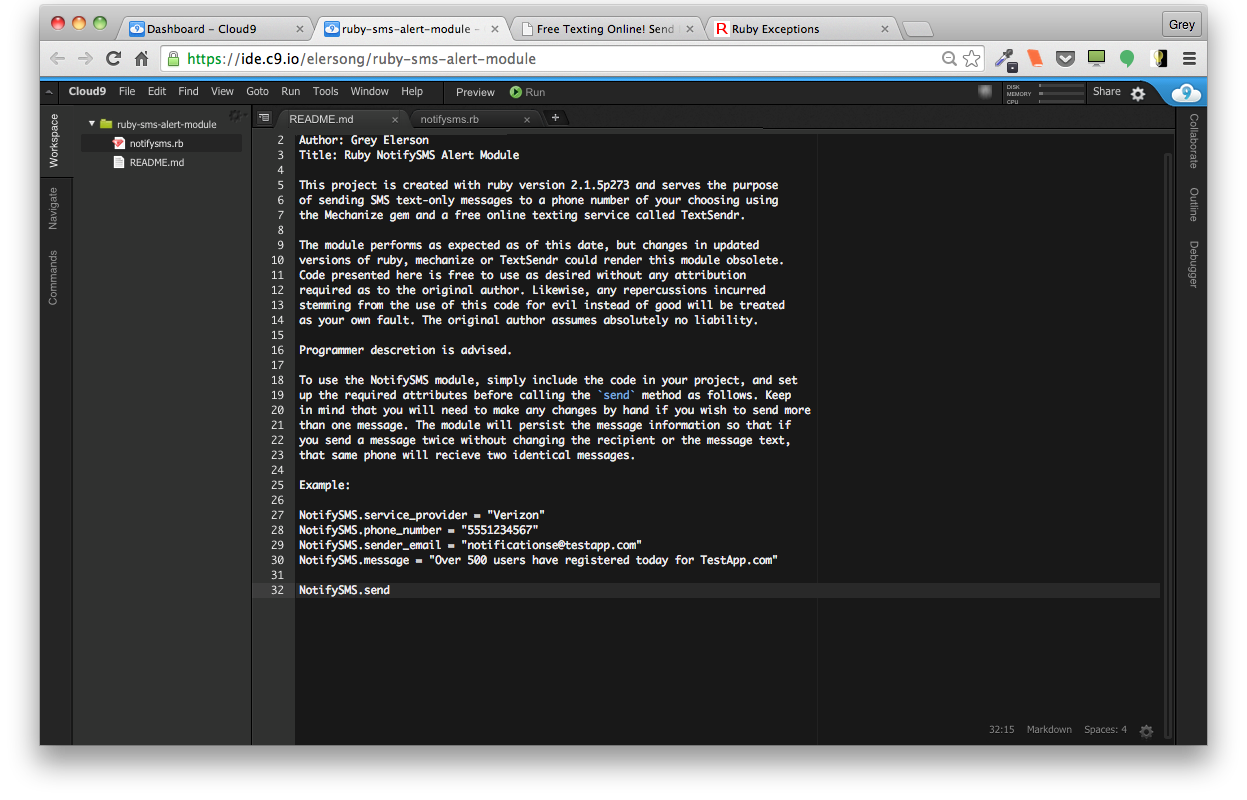 Dashboard - Cloud9
ruby-sms-alert-module -
Free Texting Online! Send
Ruby Exceptions
Grey
https://ide.c9.io/elersong/ruby-sms-alert-module
Cloud9 File Edit Find View Goto Run Tools Window Help Preview Run
DISK
MEMORY
CPU
Share
Workspace
Navigate
Commands
ruby-sms-alert-module
notifysms.rb
README.md
README.md
notifysms.rb
2 Author: Grey Elerson
3 Title: Ruby NotifySMS Alert Module
4
5 This project is created with ruby version 2.1.5p273 and serves the purpose
6 of sending SMS text-only messages to a phone number of your choosing using
7 the Mechanize gem and a free online texting service called TextSendr.
8
9 The module performs as expected as of this date, but changes in updated
10 versions of ruby, mechanize or TextSendr could render this module obsolete.
11 Code presented here is free to use as desired without any attribution
12 required as to the original author. Likewise, any repercussions incurred
13 stemming from the use of this code for evil instead of good will be treated
14 as your own fault. The original author assumes absolutely no liability.
15
16 Programmer descretion is advised.
17
18 To use the NotifySMS module, simply include the code in your project, and set
19 up the required attributes before calling the `send` method as follows. Keep
20 in mind that you will need to make any changes by hand if you wish to send more
21 than one message. The module will persist the message information so that if
22 you send a message twice without changing the recipient or the message text,
23 that same phone will recieve two identical messages.
24
25 Example:
26
27 NotifySMS.service_provider = "Verizon"
28 NotifySMS.phone_number = "5551234567"
29 NotifySMS.sender_email = "notificationse@testapp.com"
30 NotifySMS.message = "Over 500 users have registered today for TestApp.com"
31
32 NotifySMS.send
32:15 Markdown Spaces: 4
Collaborate
Outline
Debugger